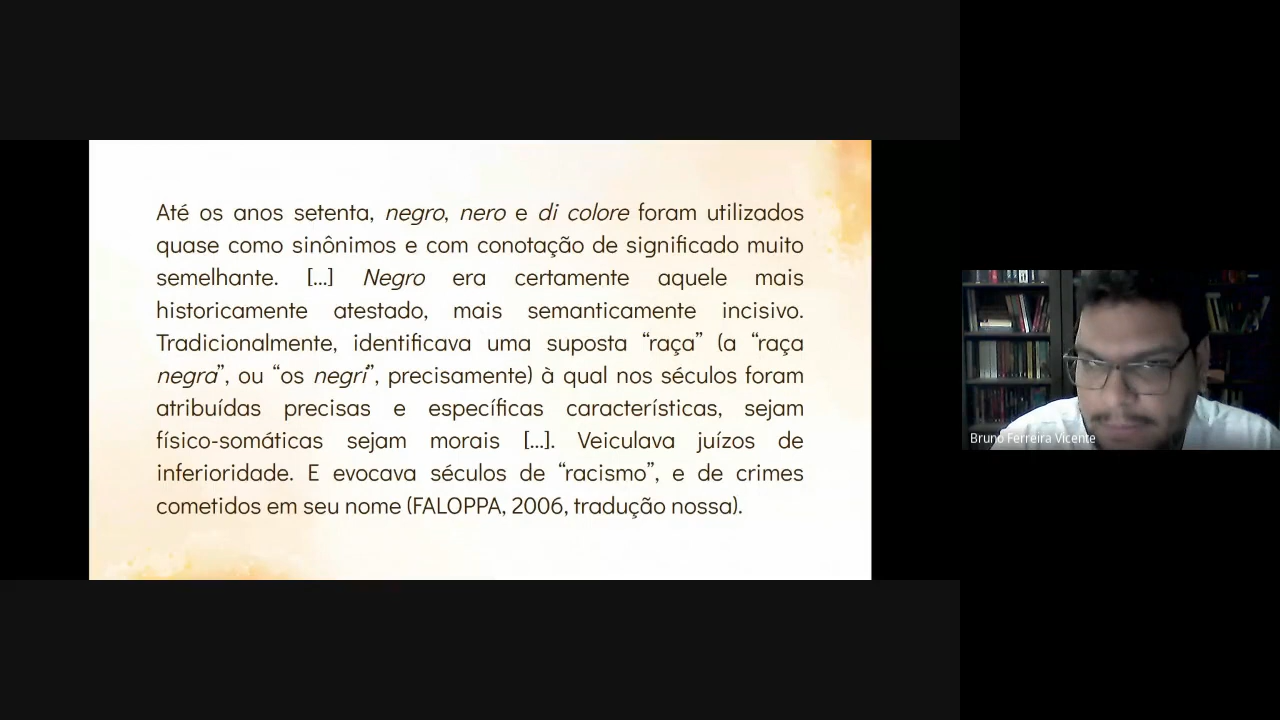 Até os anos setenta, negro, nero e di colore foram utilizados
quase como sinônimos e com conotação de significado muito
semelhante. [...] Negro era certamente aquele mais
historicamente atestado, mais semanticamente incisivo.
Tradicionalmente, identificava uma suposta “raça” (a “raça
negra”, ou “os negri”, precisamente) à qual nos séculos foram
atribuídas precisas e específicas características, sejam
físico-somáticas sejam morais [...]. Veiculava juízos de
inferioridade. E evocava séculos de “racismo”, e de crimes
cometidos em seu nome (FALOPPA, 2006, tradução nossa).
Bruno Ferreira Vicente